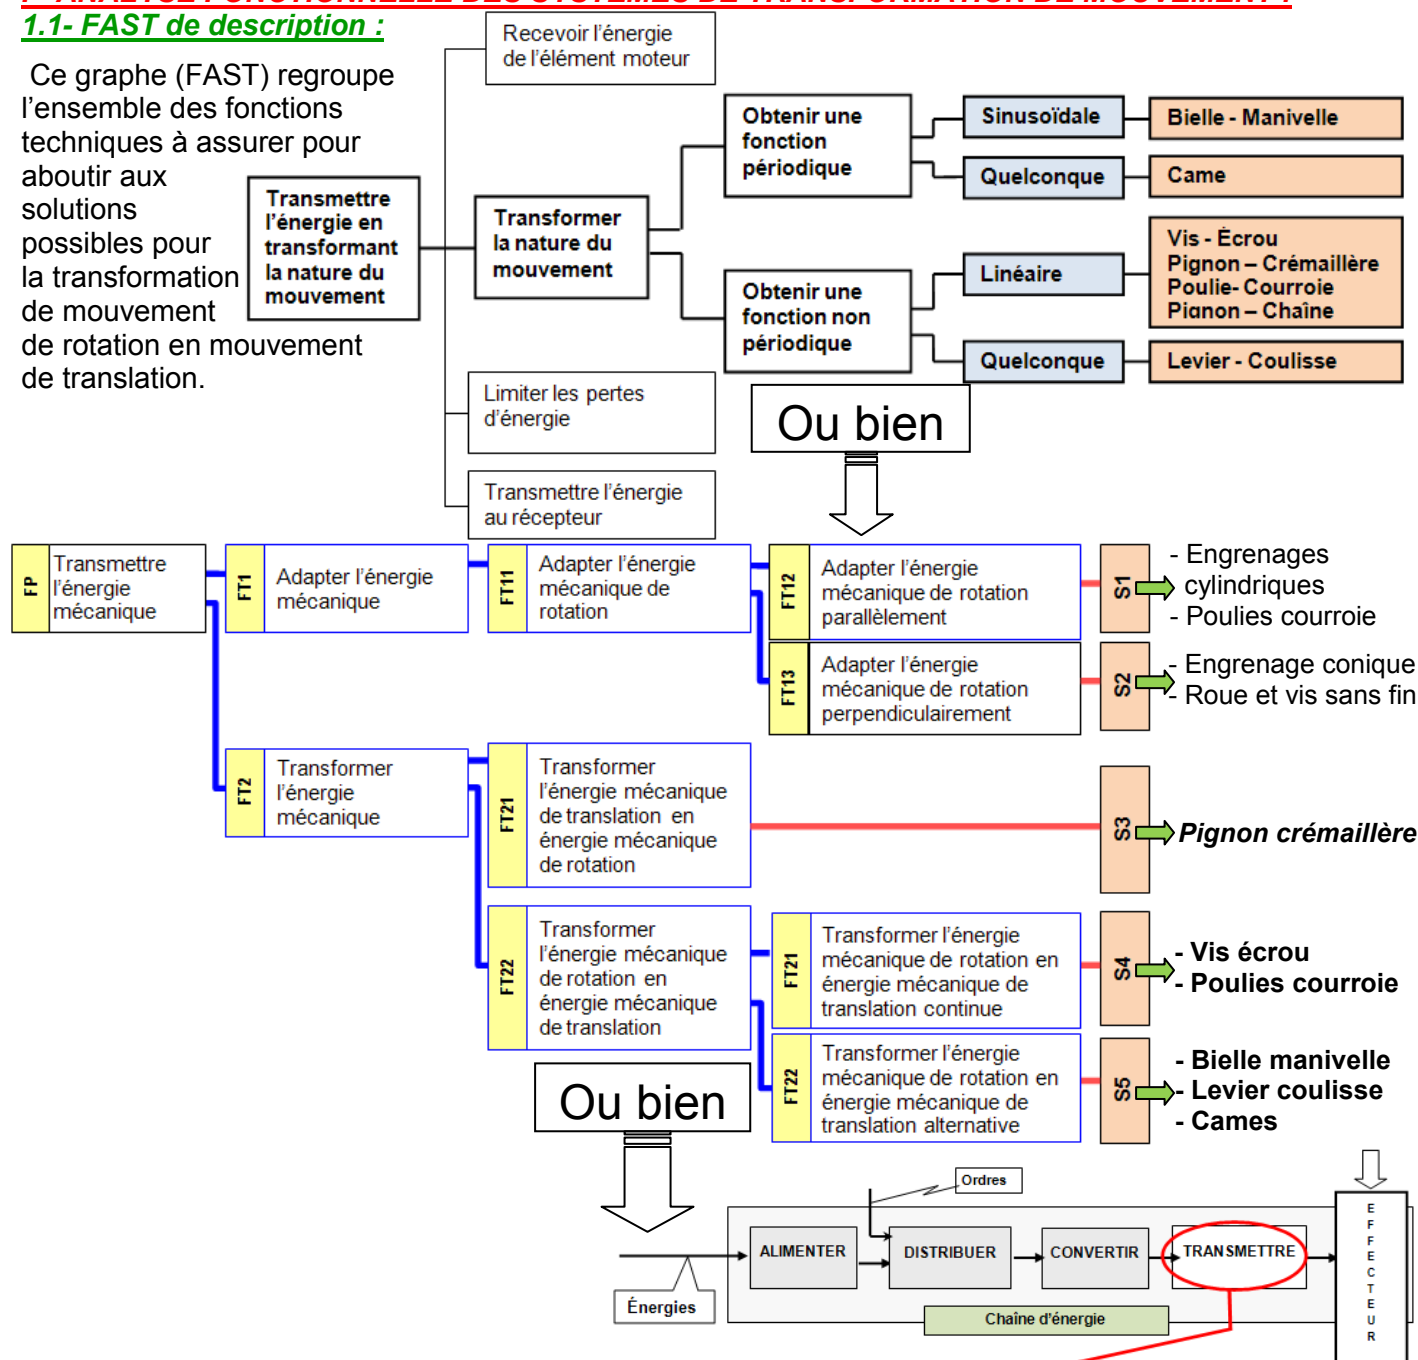 I- ANALYSE FONCTIONNELLE DES SYSTEMES DE TRANSFORMATION DE MOUVEMENT :
1.1- FAST de description :
Ce graphe (FAST) regroupe
l'ensemble des fonctions
techniques à assurer pour
aboutir aux
solutions
possibles pour
la transformation
de mouvement
de rotation en mouvement
de translation.
Transmettre
l'énergie en
transformant
la nature du
mouvement
Recevoir l'énergie
de l'élément moteur
Transformer
la nature du
mouvement
Limiter les pertes
d'énergie
Transmettre l'énergie
au récepteur
Obtenir une
fonction
périodique
Obtenir une
fonction non
périodique
Sinusoïdale
Bielle - Manivelle
Quelconque
Came
Linéaire
Vis - Écrou
Pignon – Crémaillère
Poulie- Courroie
Pignon – Chaîne
Quelconque
Levier - Coulisse
Ou bien
FP
Transmettre
l'énergie
mécanique
FT1
Adapter l'énergie
mécanique
FT11
Adapter l'énergie
mécanique de
rotation
FT12
Adapter l'énergie
mécanique de rotation
parallèlement
S1
- Engrenages
cylindriques
- Poulies courroie
FT13
Adapter l'énergie
mécanique de rotation
perpendiculairement
S2
- Engrenage conique
- Roue et vis sans fin
FT2
Transformer
l'énergie
mécanique
FT21
Transformer
l'énergie mécanique
de translation en
énergie mécanique
de rotation
S3
Pignon crémaillère
FT22
Transformer
l'énergie mécanique
de rotation en
énergie mécanique
de translation
FT21
Transformer l'énergie
mécanique de rotation en
énergie mécanique de
translation continue
S4
- Vis écrou
- Poulies courroie
FT22
Transformer l'énergie
mécanique de rotation en
énergie mécanique de
translation alternative
S5
- Bielle manivelle
- Levier coulisse
- Cames
Ou bien
Ordres
ALIMENTER
DISTRIBUER
CONVERTIR
TRANSMETTRE
EFFECTEUR
Énergies
Chaîne d'énergie